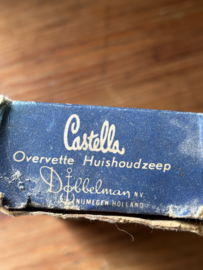 Castella
Overvette Huishoudzeep
Dobbelman N.V.
NIJMEGEN HOLLAND